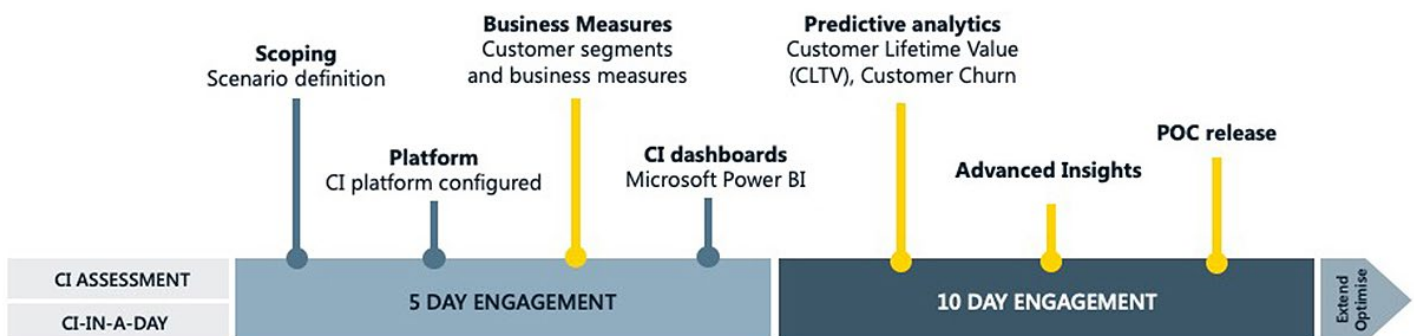 Scoping
Scenario definition
Platform
CI platform configured
Business Measures
Customer segments
and business measures
CI dashboards
Microsoft Power BI
Predictive analytics
Customer Lifetime Value
(CLTV), Customer Churn
Advanced Insights
POC release
CI ASSESSMENT
CI-IN-A-DAY
5 DAY ENGAGEMENT
10 DAY ENGAGEMENT
Extend
Optimise